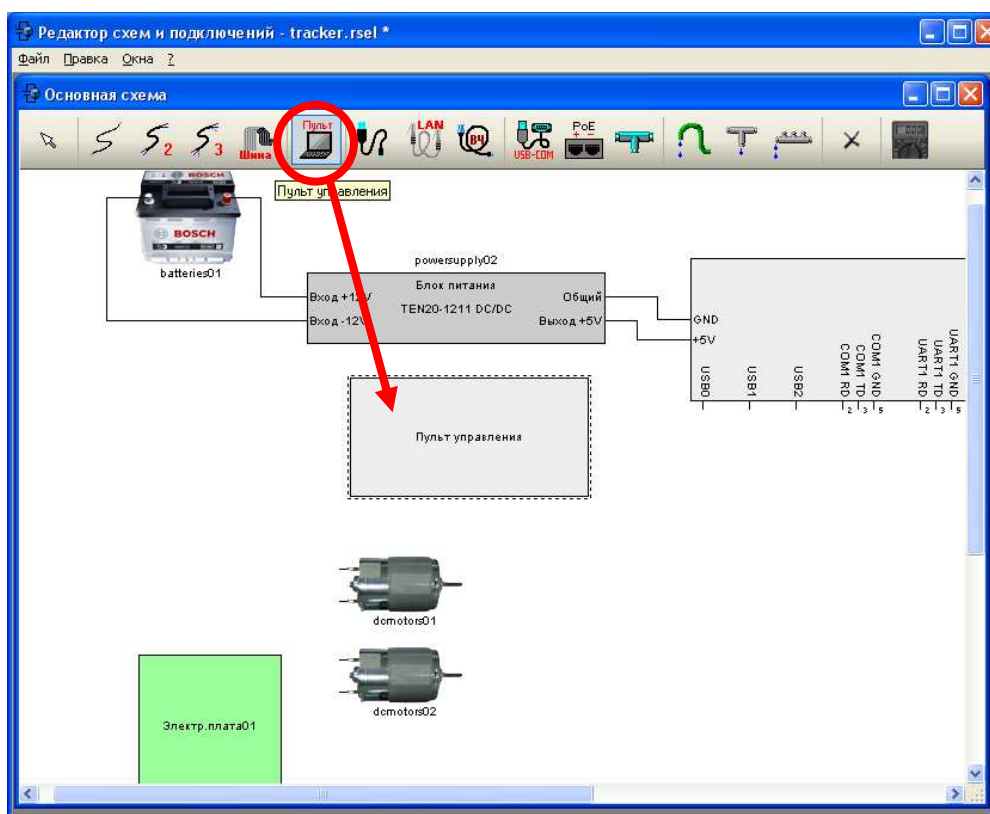 Редактор схем и подключений - tracker.rsel *
Файл Правка Окна ?
Основная схема
2
3
Шина
Пульт
LAN
ВЧ
USB-COM
PoE
+ -
Пульт управления
BOSCH
BOSCH
batteries01
powersupply02
Блок питания
TEN20-1211 DC/DC
Вход +12V
Вход -12V
Общий
Выход +5V
GND
+5V
USB0
USB1
USB2
COM1 RD
COM1 TD
COM1 GND
UART1 RD
UART1 TD
UART1 GND
2 3 5
2 3 5
Пульт управления
dcmotors01
dcmotors02
Электр.плата01